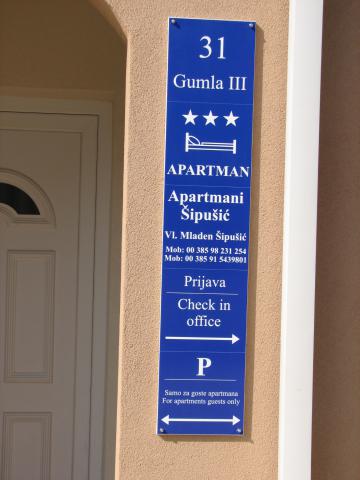 31
Gumla III
APARTMAN
Apartmani
Šipušić
Vl. Mladen Šipušić
Mob: 00 385 98 231 254
Mob: 00 385 91 5439801
Prijava
Check in
office
P
Samo za goste apartmana
For apartments guests only